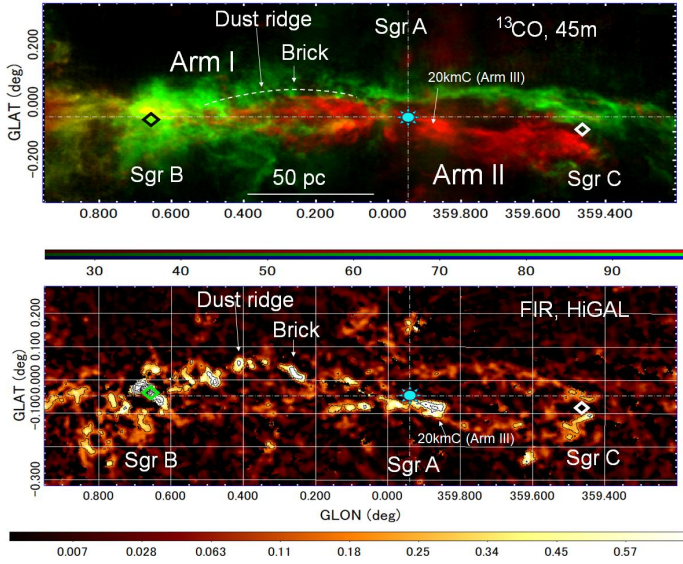 Dust ridge
Sgr A
¹³CO, 45m
Arm I
Brick
20kmC (Arm III)
GLAT (deg)
0.200
0.000
−0.200
Sgr B
50 pc
Arm II
Sgr C
0.800 0.600 0.400 0.200 0.000 359.800 359.600 359.400
30 40 50 60 70 80 90
Dust ridge
Brick
FIR, HiGAL
GLAT (deg)
0.200
0.100
0.000
−0.100
−0.300
20kmC (Arm III)
Sgr B
Sgr A
Sgr C
0.800 0.600 0.400 0.200 0.000 359.800 359.600 359.400
GLON (deg)
0.007 0.028 0.063 0.11 0.18 0.25 0.34 0.45 0.57